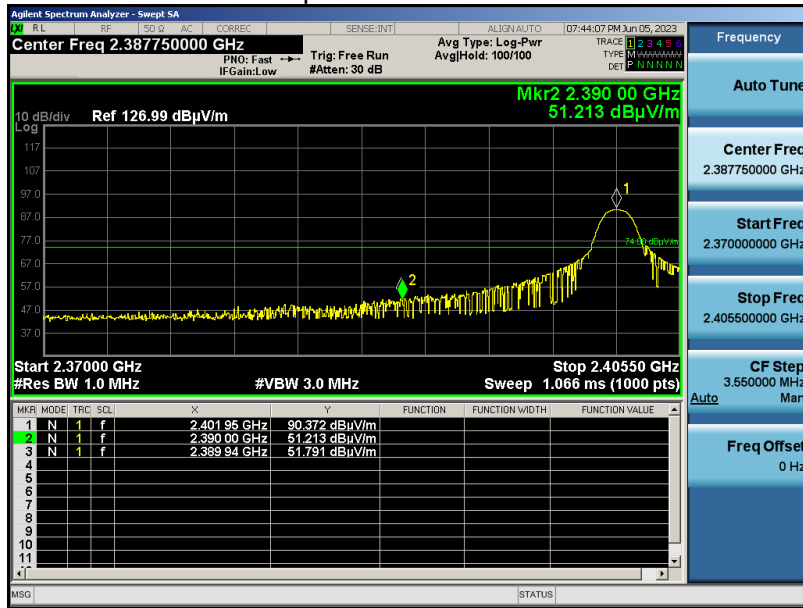 Agilent Spectrum Analyzer - Swept SA
LXI RL RF 50 Ω AC CORREC SENSE:INT ALIGNAUTO 07:44:07 PM Jun 05, 2023
Center Freq 2.387750000 GHz
PNO: Fast
IFGain:Low
Trig: Free Run
#Atten: 30 dB
Avg Type: Log-Pwr
Avg|Hold: 100/100
TRACE 1 2 3 4 5 6
TYPE M
DET P N N N N N
Mkr2 2.390 00 GHz
51.213 dBµV/m
10 dB/div Ref 126.99 dBµV/m
Log
117
107
97.0
87.0
77.0
67.0
57.0
47.0
37.0
1
74.00 dBµV/m
2
Start 2.37000 GHz Stop 2.40550 GHz
#Res BW 1.0 MHz #VBW 3.0 MHz Sweep 1.066 ms (1000 pts)
MKR MODE TRC SCL X Y FUNCTION FUNCTION WIDTH FUNCTION VALUE
1 N 1 f 2.401 95 GHz 90.372 dBµV/m
2 N 1 f 2.390 00 GHz 51.213 dBµV/m
3 N 1 f 2.389 94 GHz 51.791 dBµV/m
4
5
6
7
8
9
10
11
MSG STATUS
Frequency
Auto Tune
Center Freq
2.387750000 GHz
Start Freq
2.370000000 GHz
Stop Freq
2.405500000 GHz
CF Step
3.550000 MHz
Auto Man
Freq Offset
0 Hz